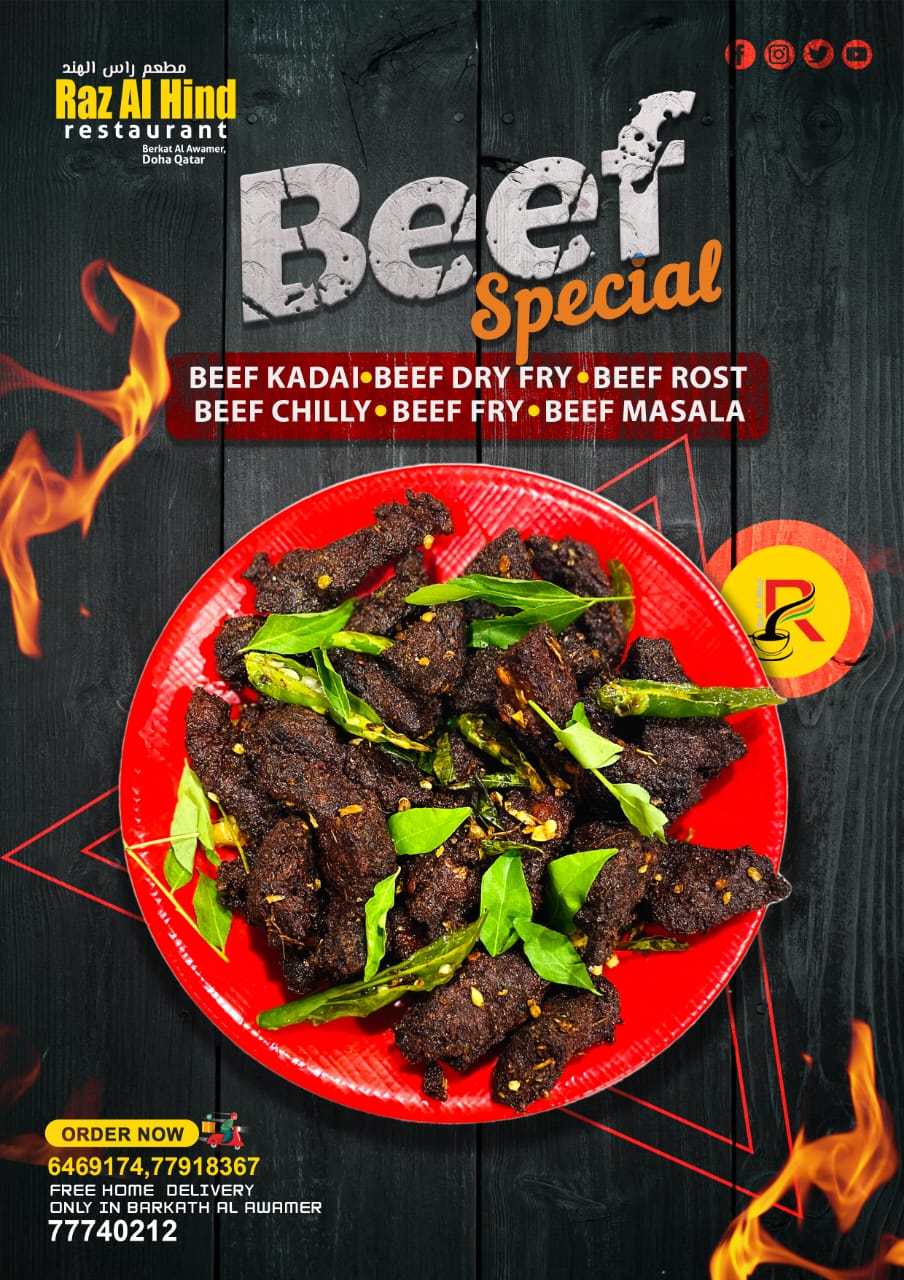 مطعم راس الهند
Raz Al Hind
restaurant
Berkat Al Awamer,
Doha Qatar
Beef
Special
BEEF KADAI•BEEF DRY FRY•BEEF ROST
BEEF CHILLY•BEEF FRY•BEEF MASALA
R
ORDER NOW
6469174,77918367
FREE HOME DELIVERY
ONLY IN BARKATH AL AWAMER
77740212